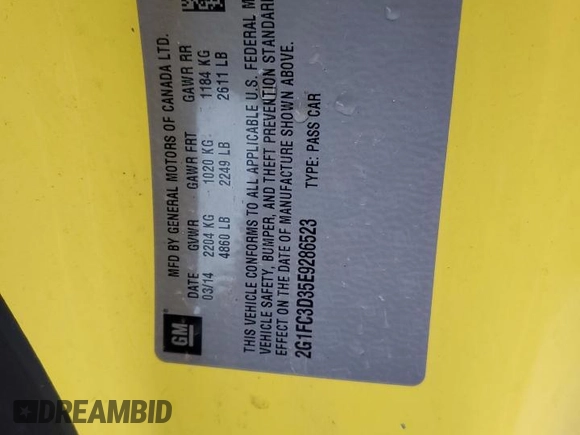 MFD BY GENERAL MOTORS OF CANADA LTD.
DATE GVWR GAWR FRT GAWR RR
03/14 2204 KG 1020 KG 1184 KG
4860 LB 2249 LB 2611 LB
THIS VEHICLE CONFORMS TO ALL APPLICABLE U.S. FEDERAL M
VEHICLE SAFETY, BUMPER, AND THEFT PREVENTION STANDARD
EFFECT ON THE DATE OF MANUFACTURE SHOWN ABOVE.
2G1FC3D35E9286523 TYPE: PASS CAR
GM
DREAMBID